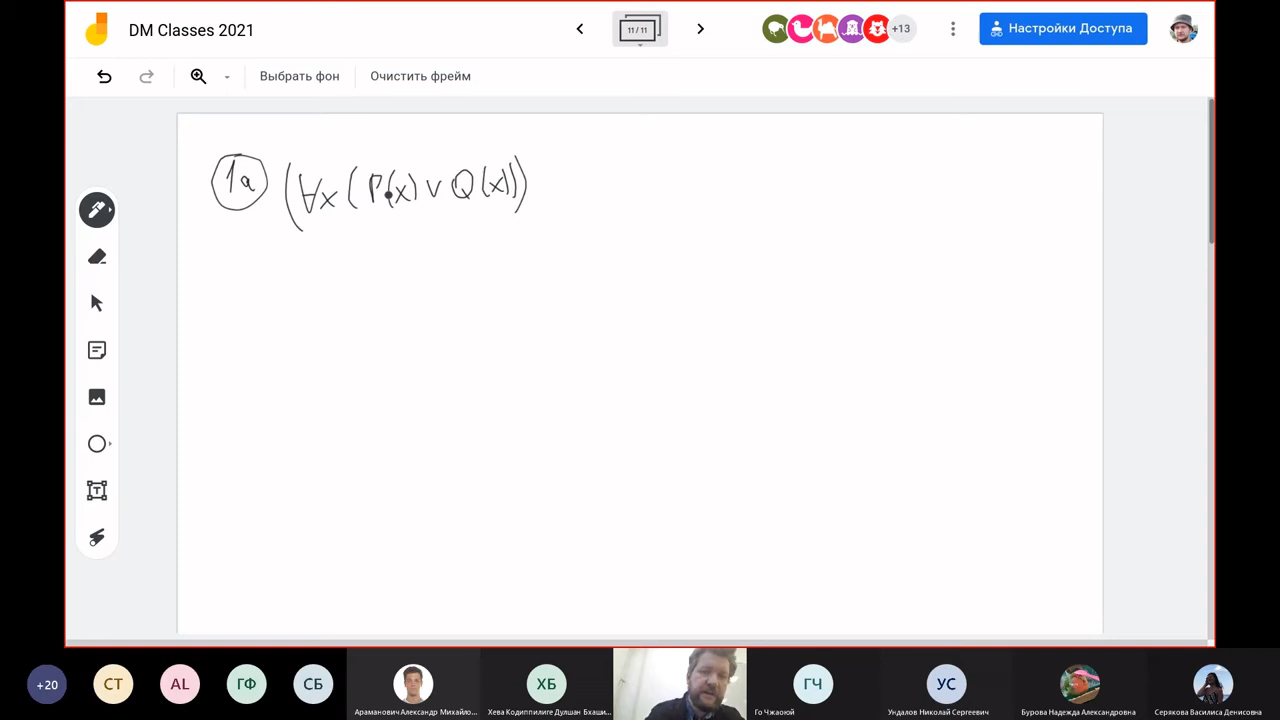 DM Classes 2021
11 / 11
+13
Настройки Доступа
Выбрать фон
Очистить фрейм
1a (∀x (P(x) ∨ Q(x)))
+20
СТ
AL
ГФ
СБ
ХБ
ГЧ
УС
Араманович Александр Михайло...
Хева Кодиппилиге Дулшан Бхаши...
Го Чжаоюй
Ундалов Николай Сергеевич
Бурова Надежда Александровна
Серякова Василиса Денисовна